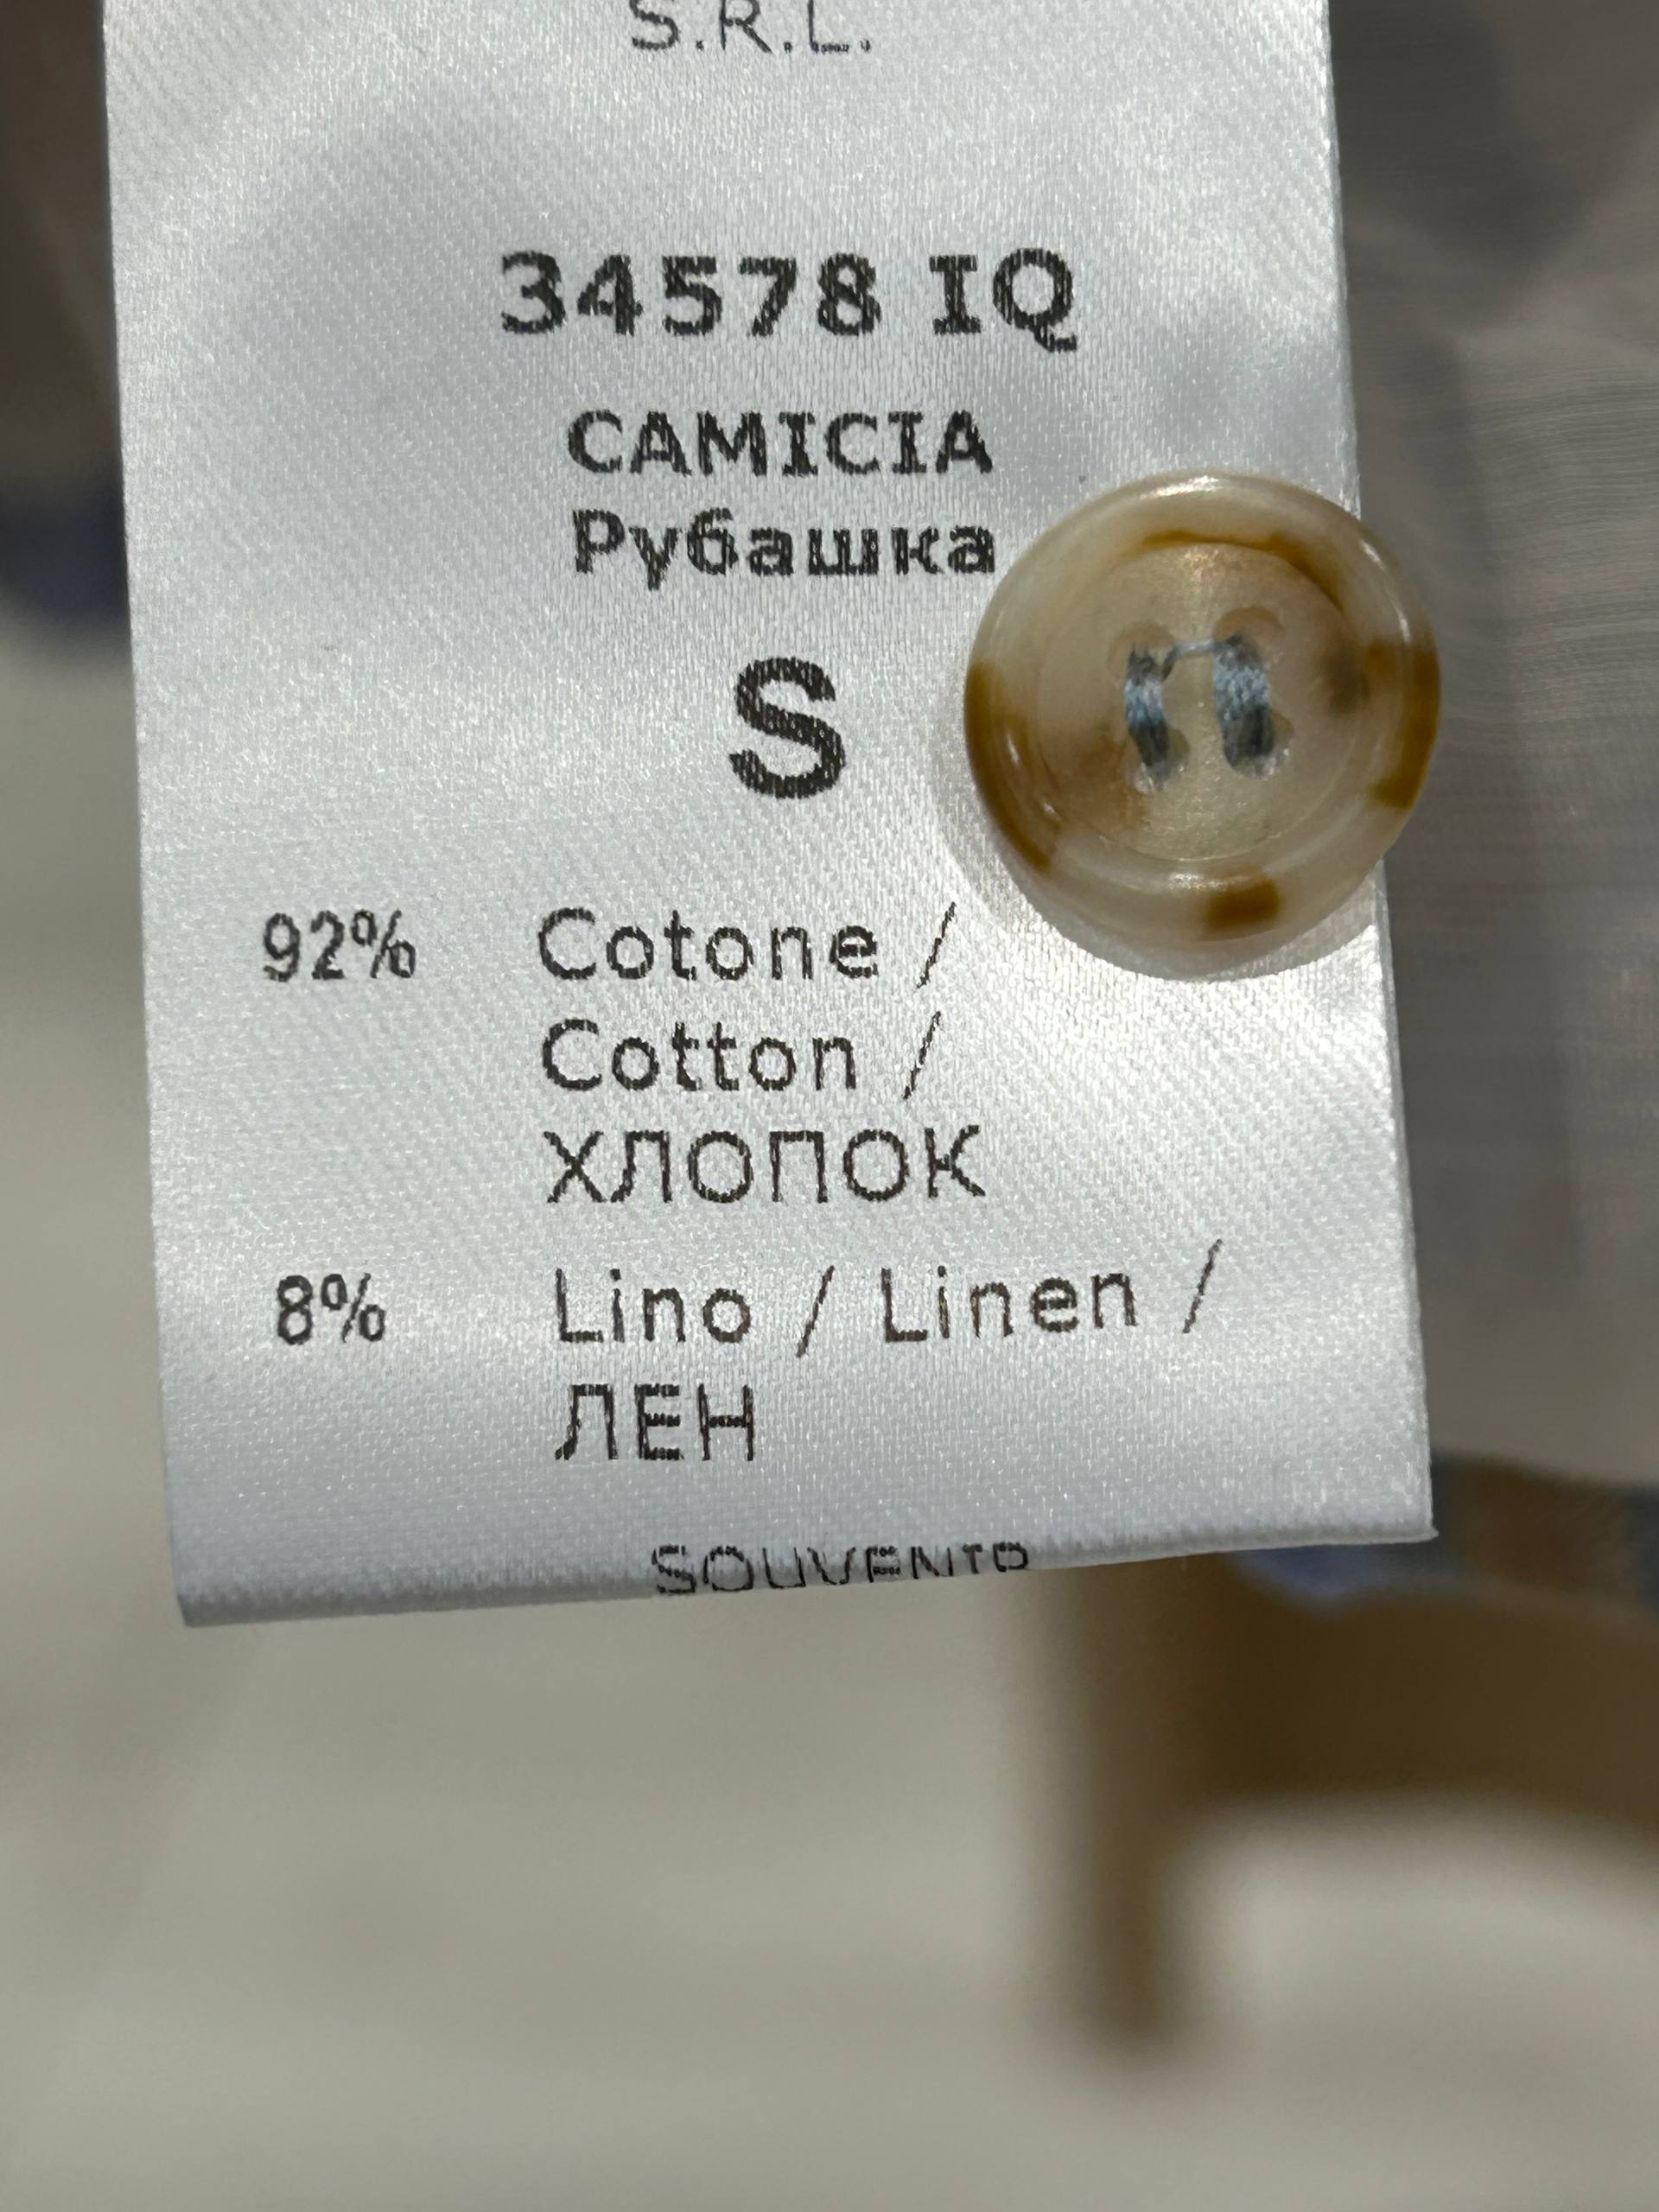 S.R.L.
34578 IQ
CAMICIA
Рубашка
S
92% Cotone /
Cotton /
ХЛОПОК
8% Lino / Linen /
ЛЕН